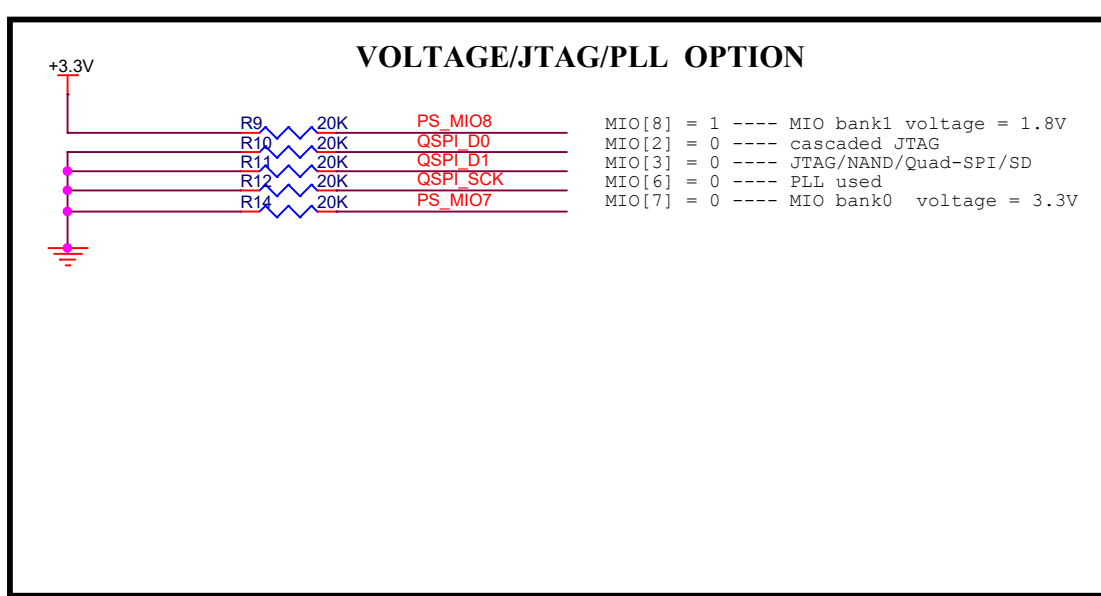 VOLTAGE/JTAG/PLL OPTION
+3.3V
R9 20K PS_MIO8 MIO[8] = 1 ---- MIO bank1 voltage = 1.8V
R10 20K QSPI_D0 MIO[2] = 0 ---- cascaded JTAG
R11 20K QSPI_D1 MIO[3] = 0 ---- JTAG/NAND/Quad-SPI/SD
R12 20K QSPI_SCK MIO[6] = 0 ---- PLL used
R14 20K PS_MIO7 MIO[7] = 0 ---- MIO bank0 voltage = 3.3V